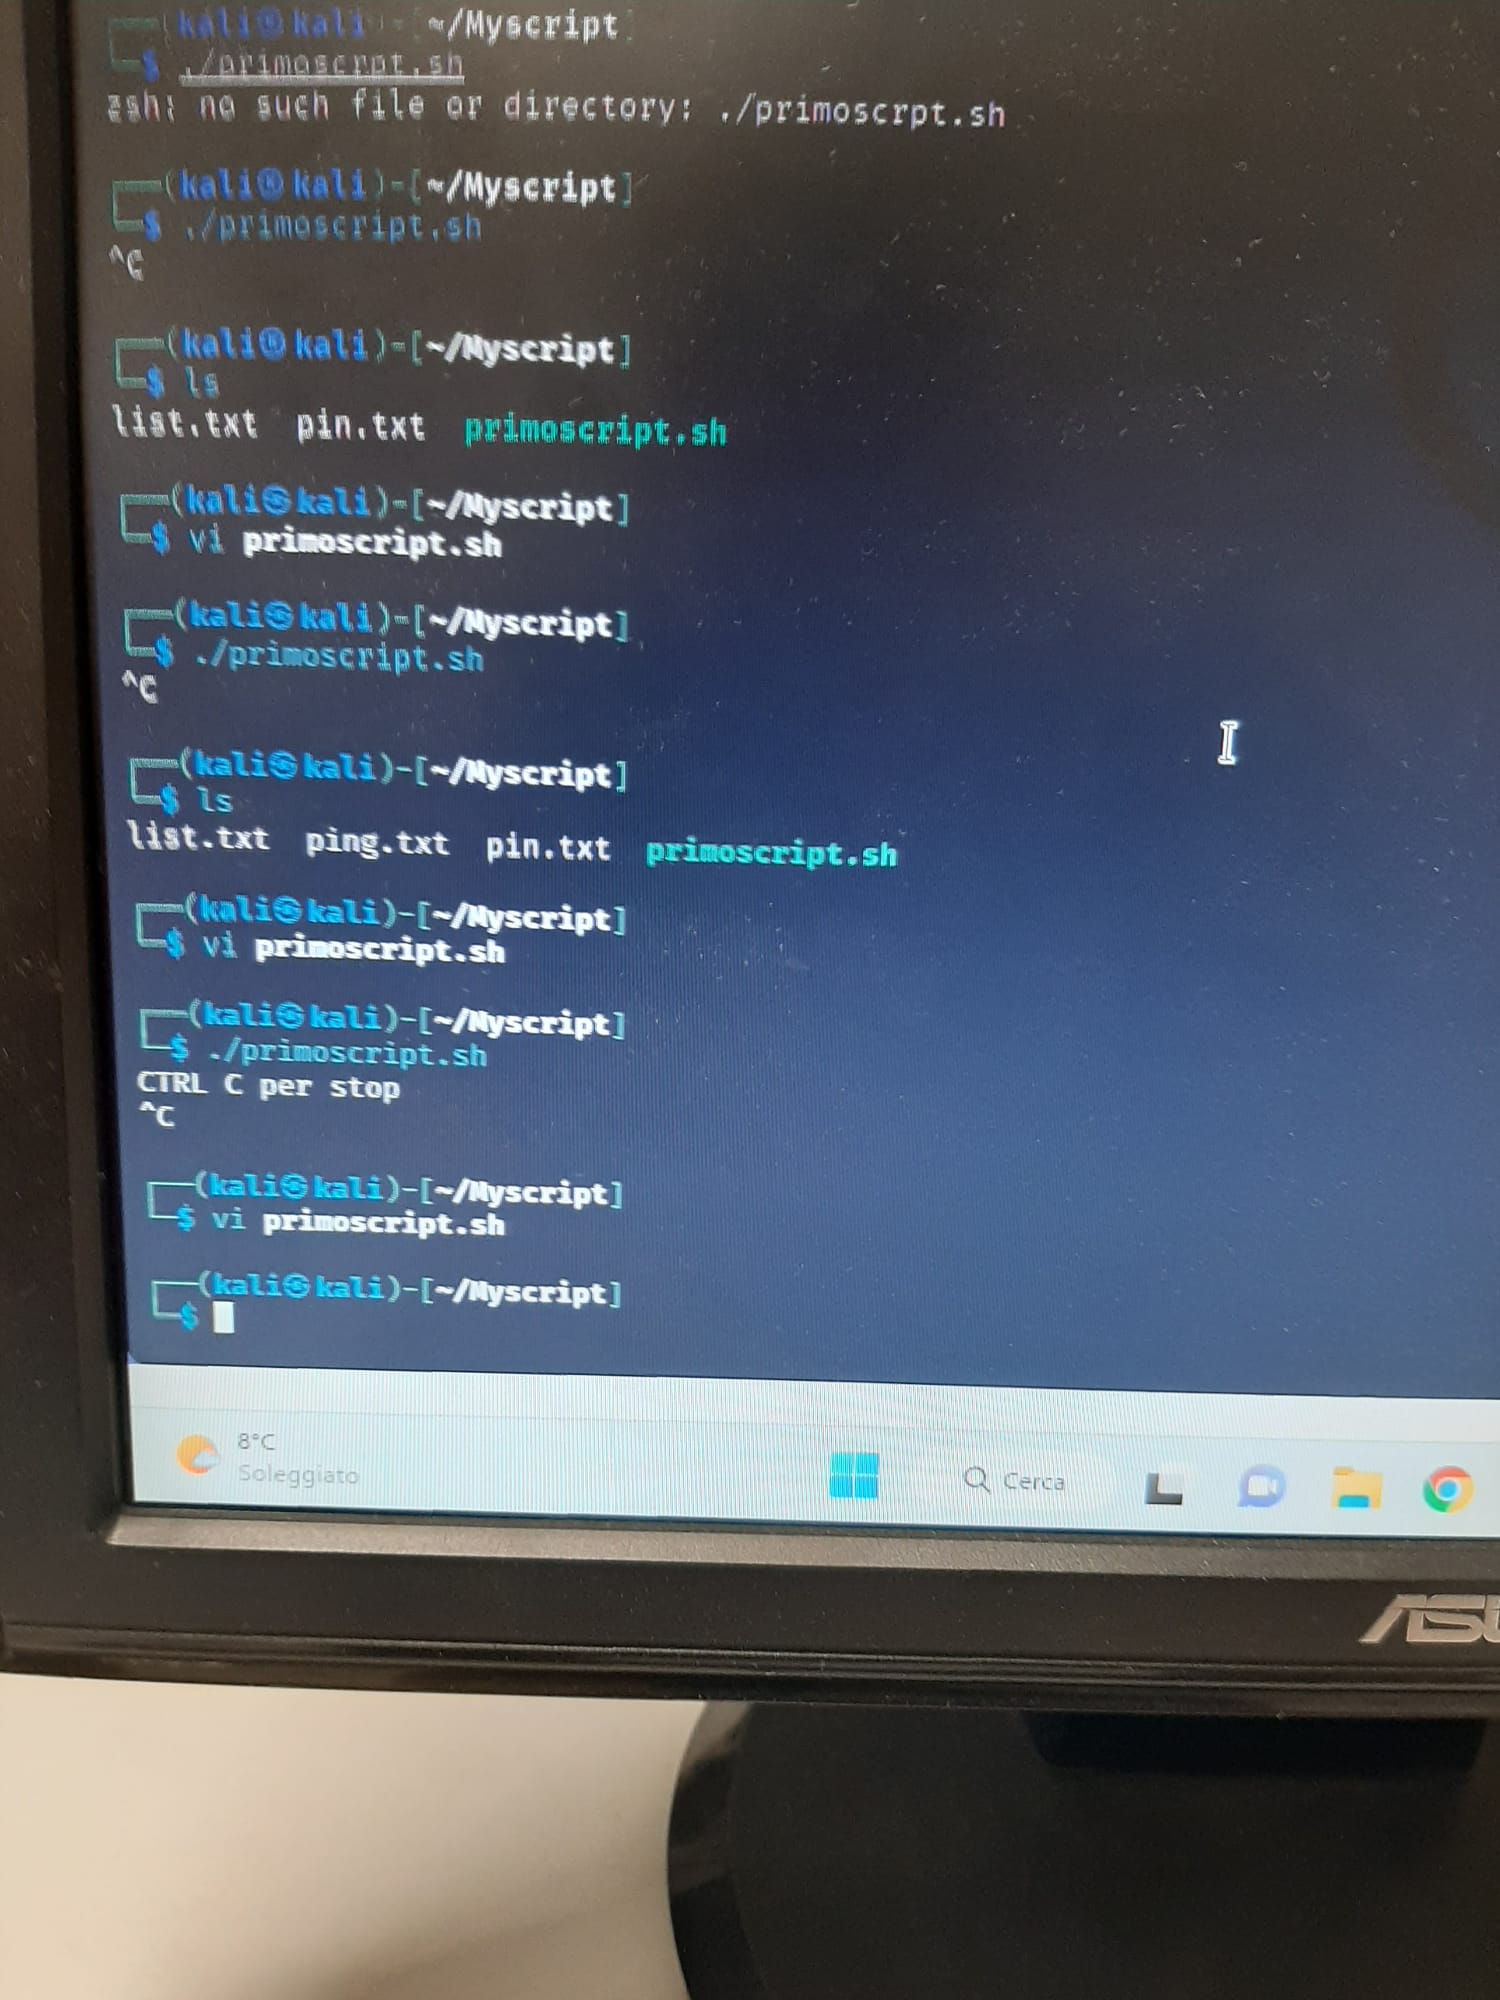 (kali㉿kali)-[~/Myscript]
$ ./primoscrpt.sh
zsh: no such file or directory: ./primoscrpt.sh
(kali㉿kali)-[~/Myscript]
$ ./primoscript.sh
^C
(kali㉿kali)-[~/Myscript]
$ ls
list.txt pin.txt primoscript.sh
(kali㉿kali)-[~/Myscript]
$ vi primoscript.sh
(kali㉿kali)-[~/Myscript]
$ ./primoscript.sh
^C
(kali㉿kali)-[~/Myscript]
$ ls
list.txt ping.txt pin.txt primoscript.sh
(kali㉿kali)-[~/Myscript]
$ vi primoscript.sh
(kali㉿kali)-[~/Myscript]
$ ./primoscript.sh
CTRL C per stop
^C
(kali㉿kali)-[~/Myscript]
$ vi primoscript.sh
(kali㉿kali)-[~/Myscript]
$
8°C
Soleggiato
Cerca